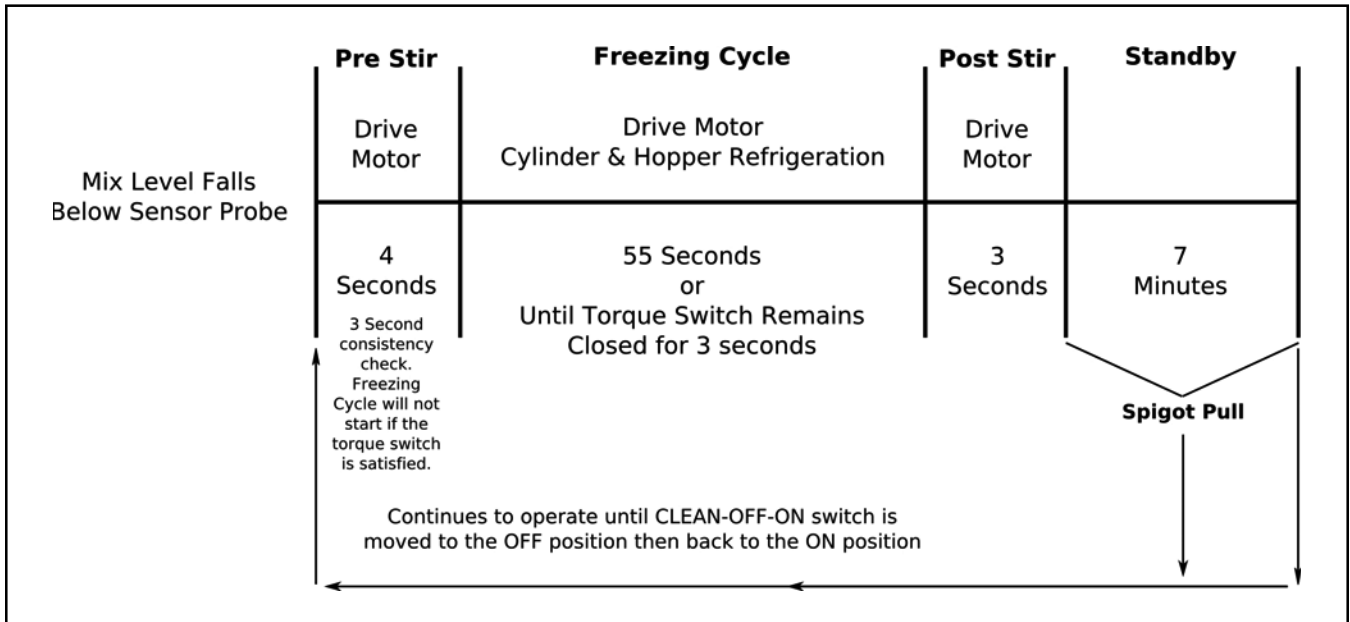 Pre Stir
Freezing Cycle
Post Stir
Standby
Drive
Motor
Drive Motor
Cylinder & Hopper Refrigeration
Drive
Motor
Mix Level Falls
Below Sensor Probe
4
Seconds
3 Second
consistency
check.
Freezing
Cycle will not
start if the
torque switch
is satisfied.
55 Seconds
or
Until Torque Switch Remains
Closed for 3 seconds
3
Seconds
7
Minutes
Spigot Pull
Continues to operate until CLEAN-OFF-ON switch is
moved to the OFF position then back to the ON position